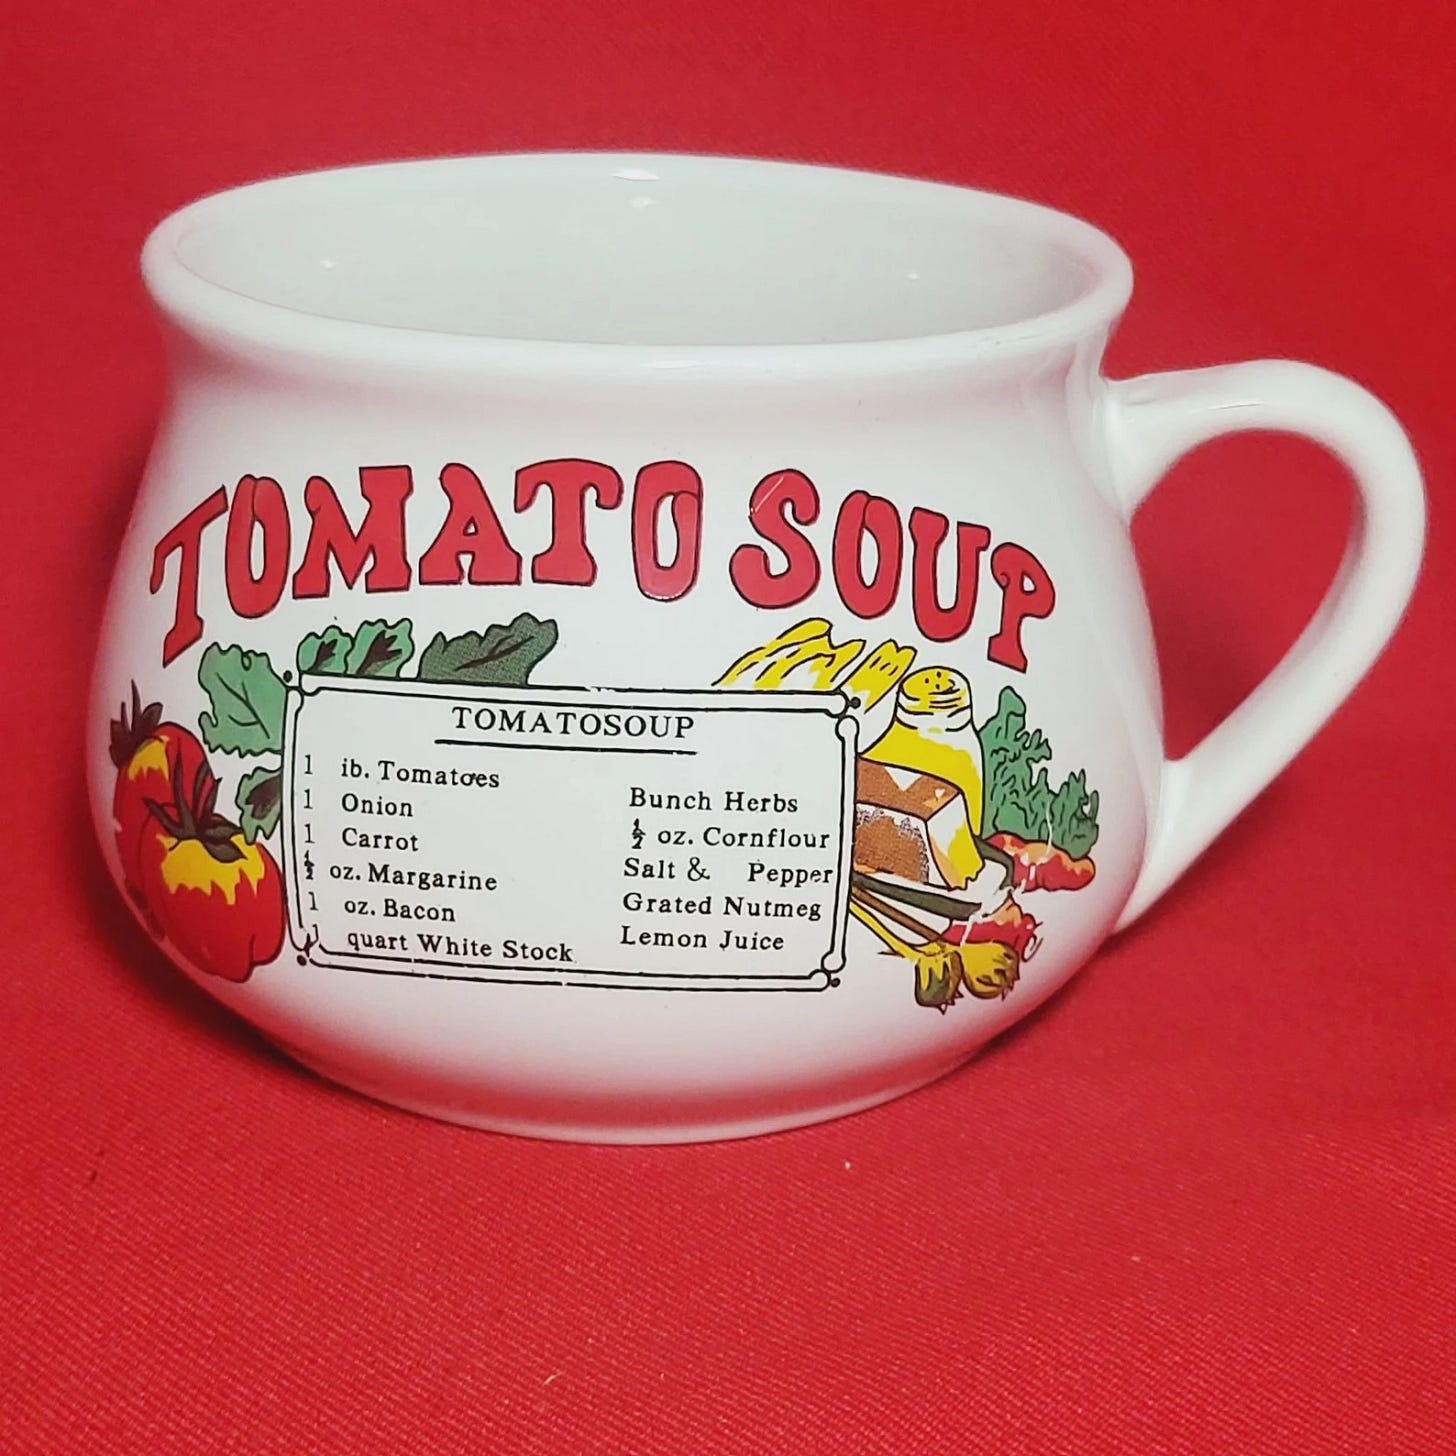 TOMATO SOUP
TOMATOSOUP
1 ib. Tomatoes
1 Onion
1 Carrot
½ oz. Margarine
1 oz. Bacon
1 quart White Stock
Bunch Herbs
½ oz. Cornflour
Salt & Pepper
Grated Nutmeg
Lemon Juice